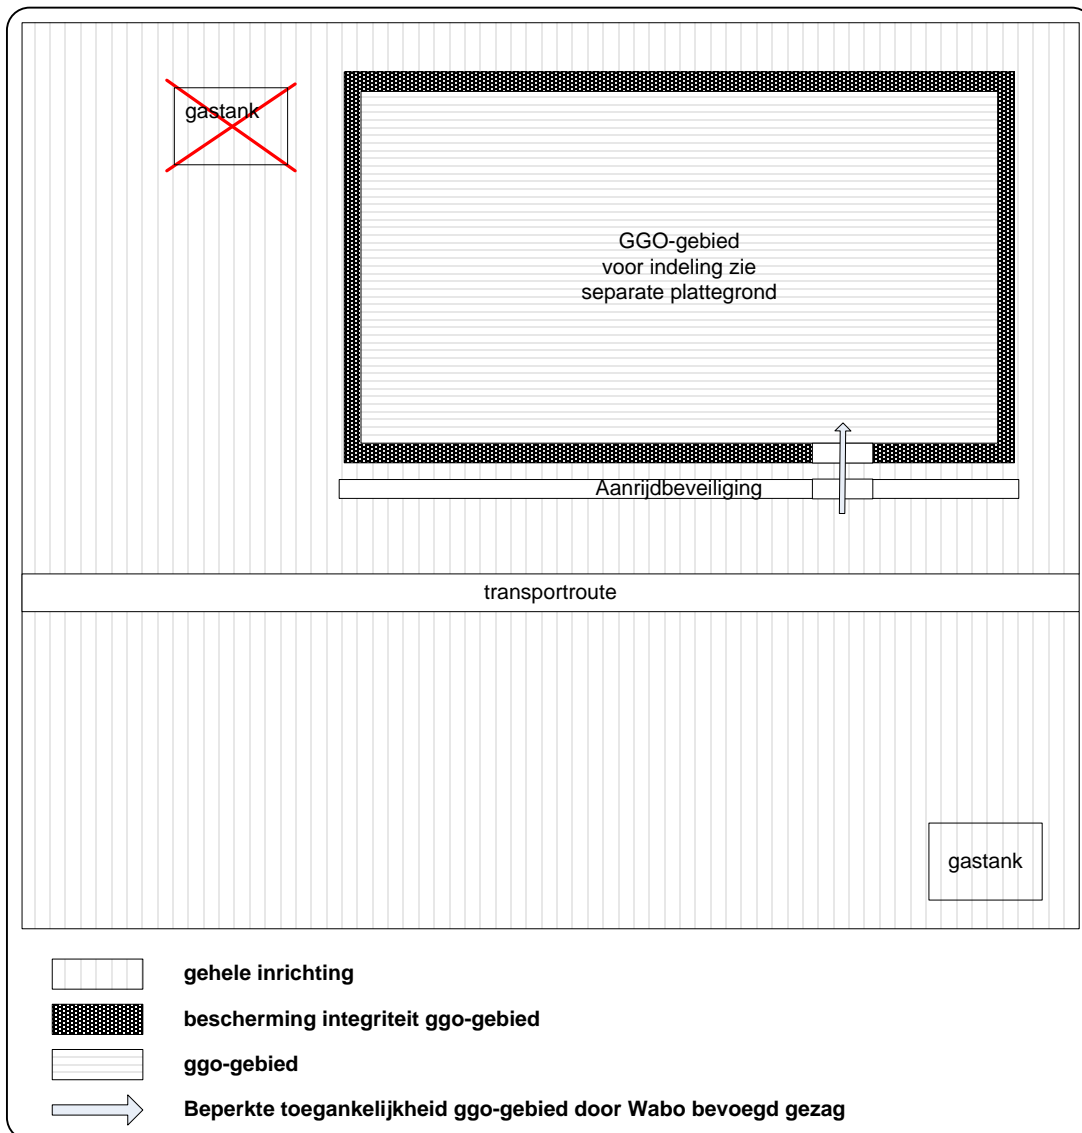 gastank
GGO-gebied
voor indeling zie
separate plattegrond
Aanrijdbeveiliging
transportroute
gastank
gehele inrichting
bescherming integriteit ggo-gebied
ggo-gebied
Beperkte toegankelijkheid ggo-gebied door Wabo bevoegd gezag